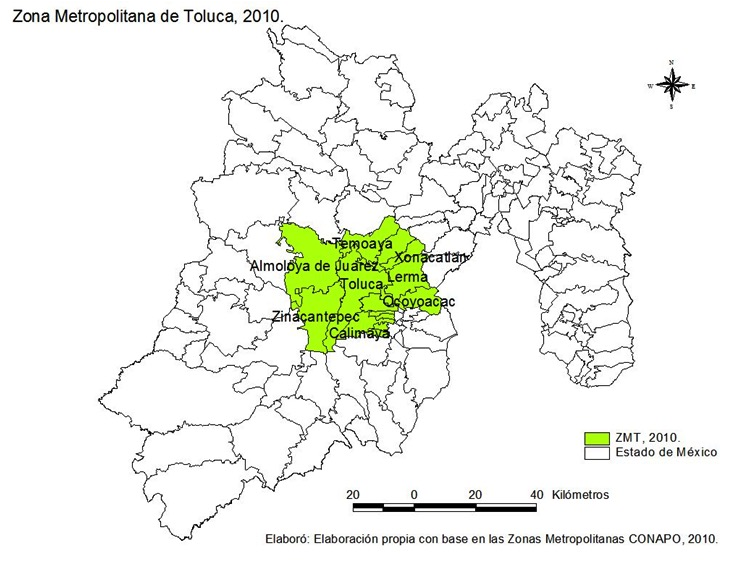 Zona Metropolitana de Toluca, 2010.
N
W E
S
Temoaya
Xonacatlán
Almoloya de Juárez
Lerma
Toluca
Ocoyoacac
Zinacantepec
Calimaya
ZMT, 2010.
Estado de México
20 0 20 40 Kilómetros
Elaboró: Elaboración propia con base en las Zonas Metropolitanas CONAPO, 2010.